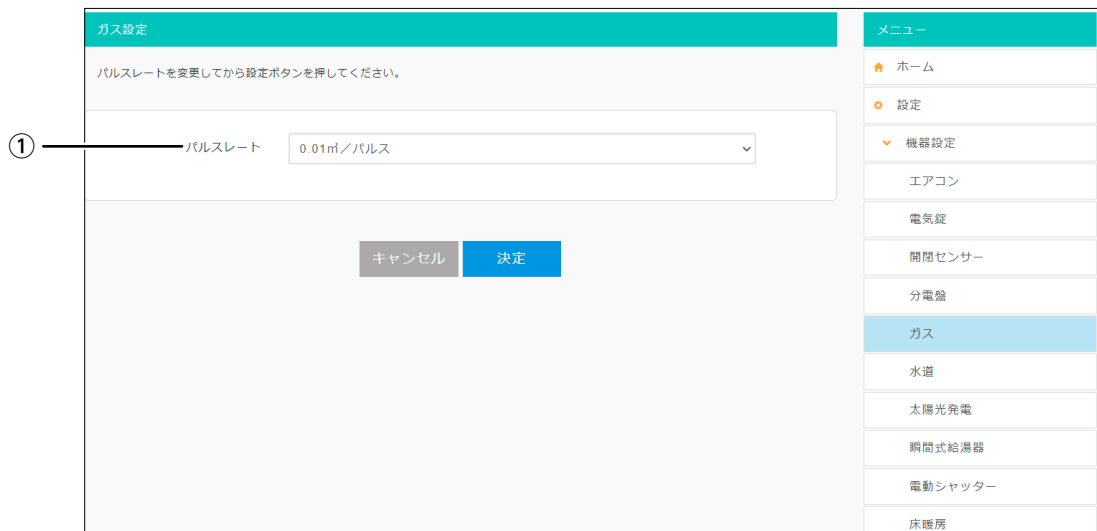 ガス設定
パルスレートを変更してから設定ボタンを押してください。
① パルスレート 0.01㎥／パルス
キャンセル 決定
メニュー
ホーム
設定
機器設定
エアコン
電気錠
開閉センサー
分電盤
ガス
水道
太陽光発電
瞬間式給湯器
電動シャッター
床暖房